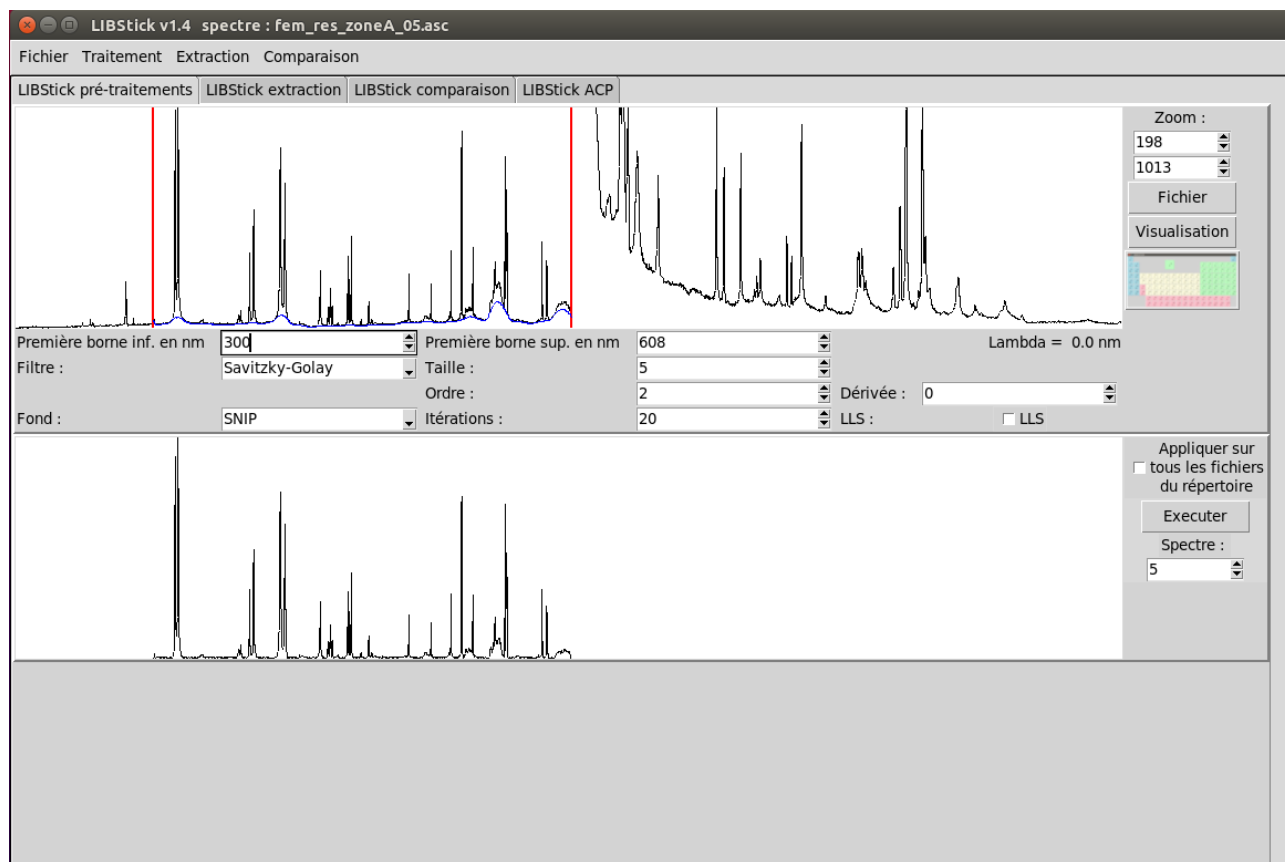 LIBStick v1.4 spectre : fem_res_zoneA_05.asc
Fichier Traitement Extraction Comparaison
LIBStick pré-traitements LIBStick extraction LIBStick comparaison LIBStick ACP
Zoom :
198
1013
Fichier
Visualisation
Première borne inf. en nm 300 Première borne sup. en nm 608 Lambda = 0.0 nm
Filtre : Savitzky-Golay Taille : 5
Ordre : 2 Dérivée : 0
Fond : SNIP Itérations : 20 LLS : LLS
Appliquer sur
tous les fichiers
du répertoire
Executer
Spectre :
5